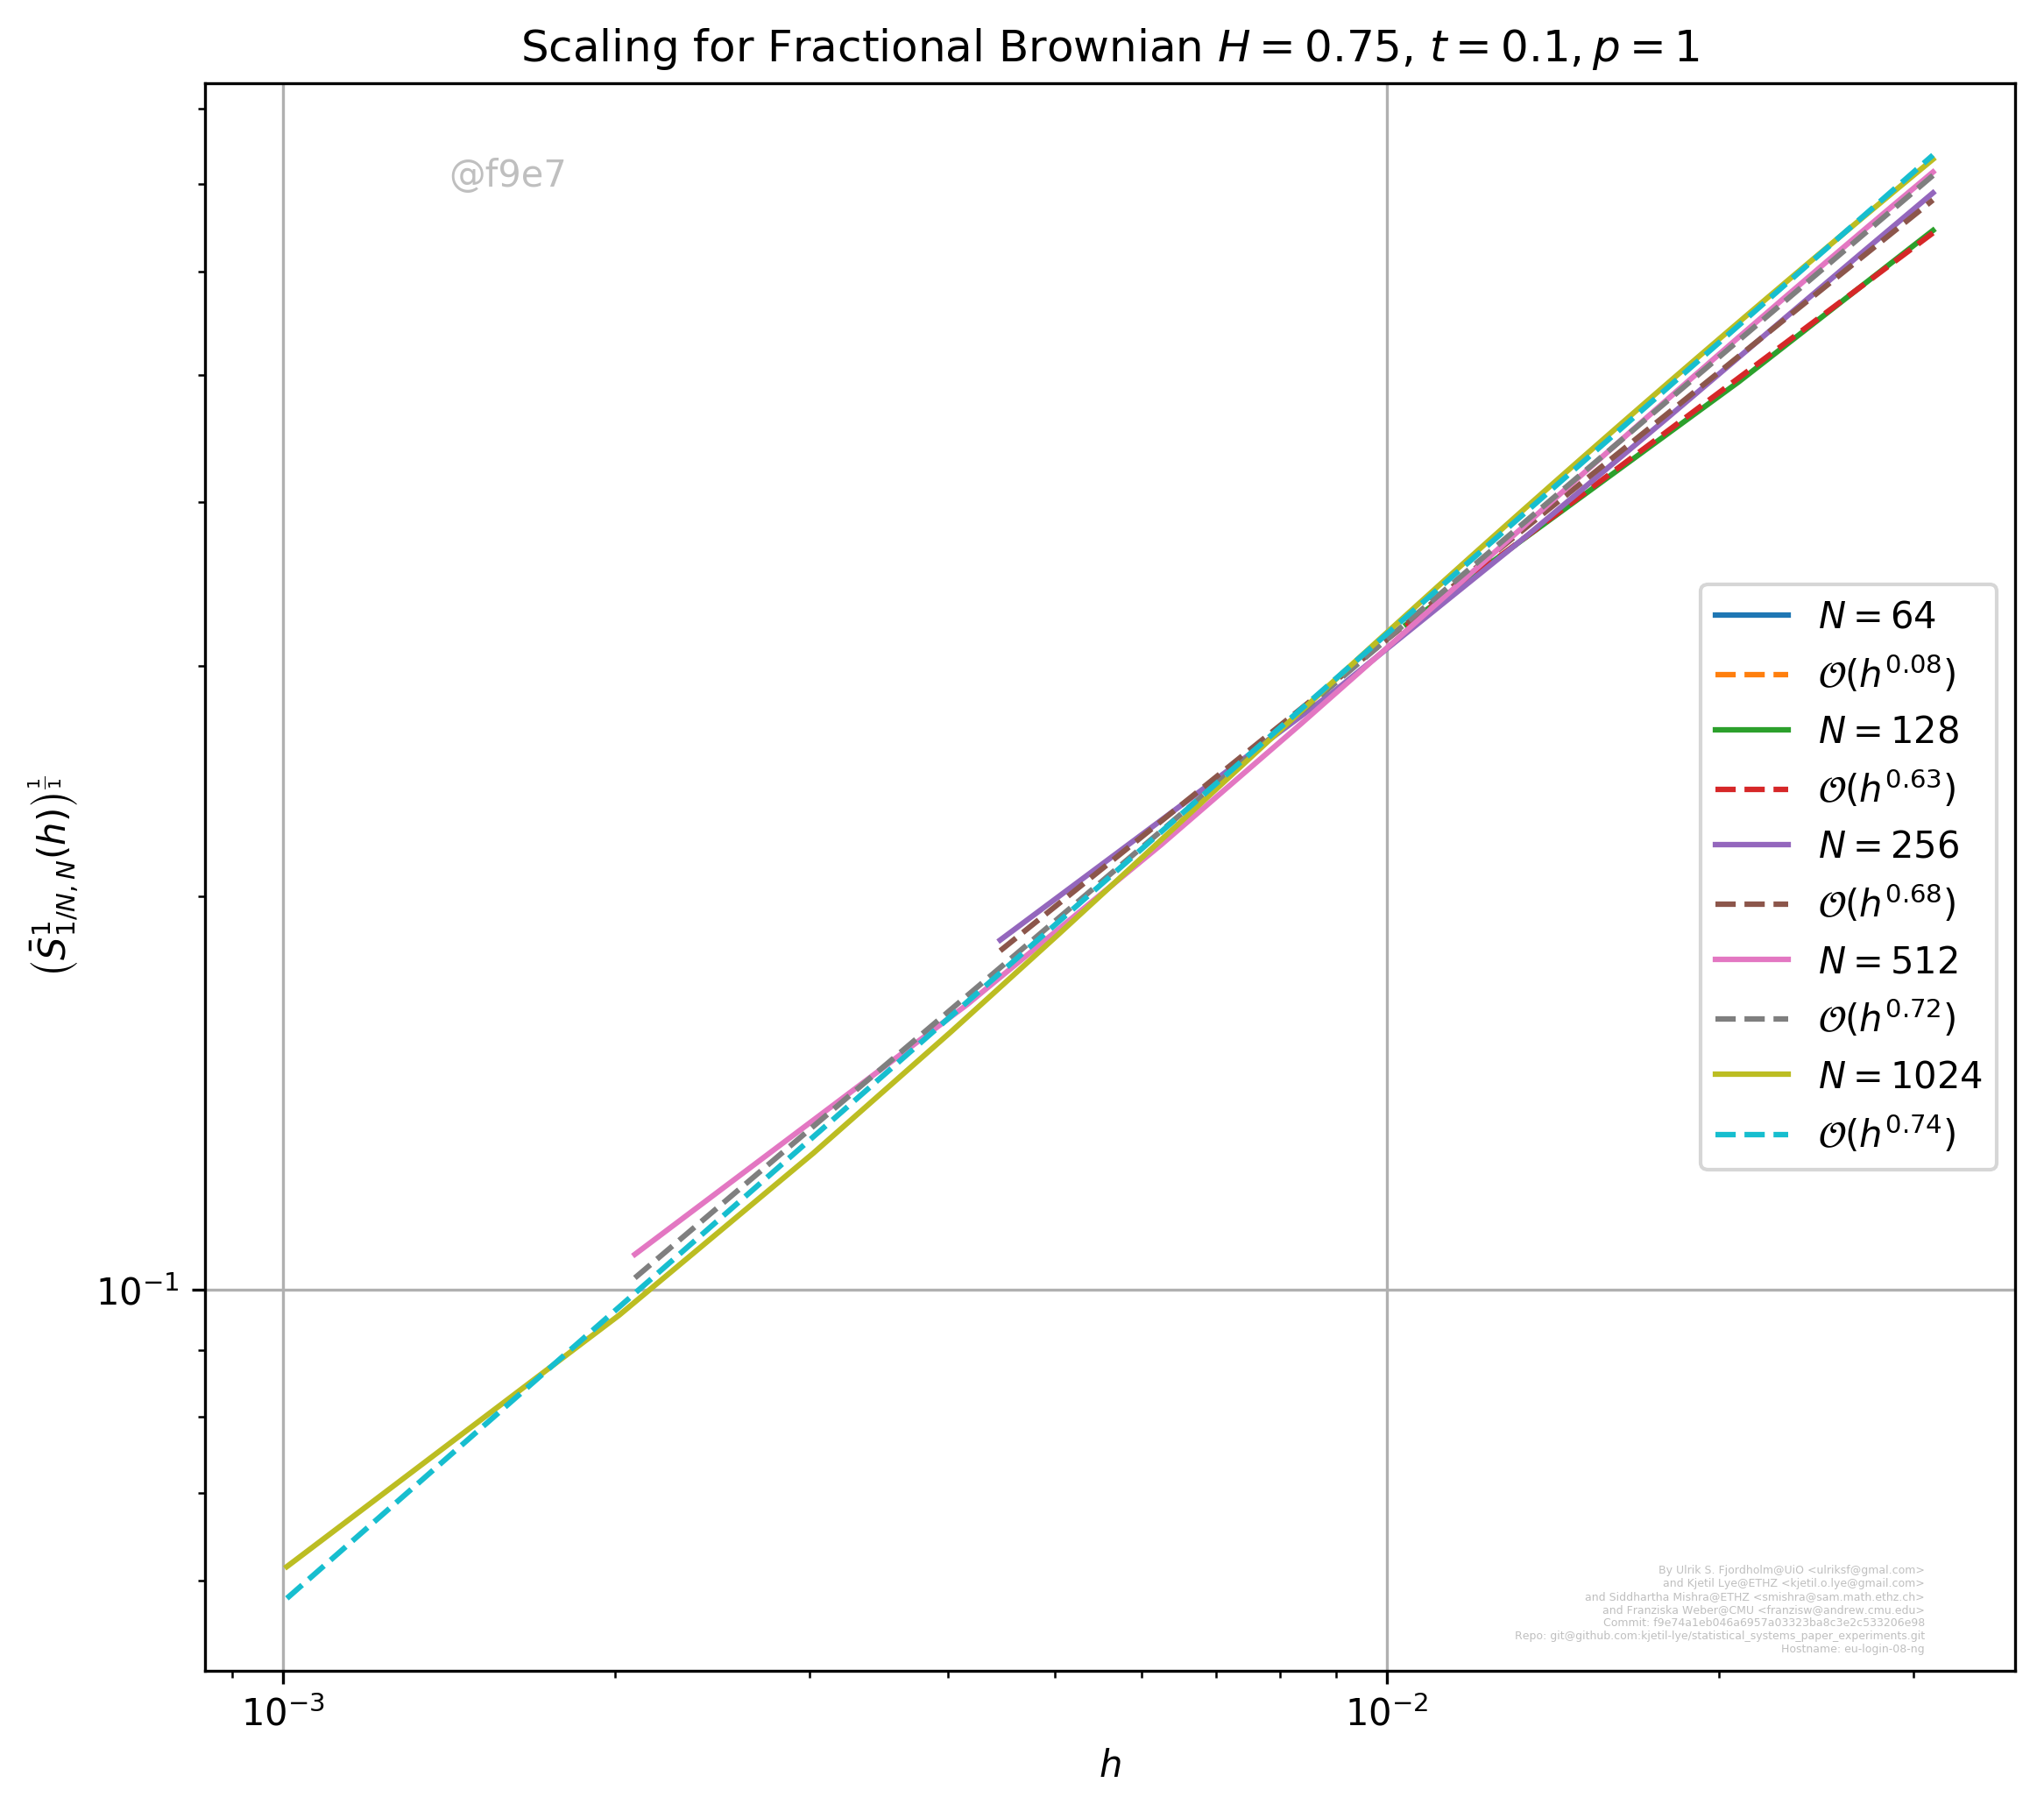 Scaling for Fractional Brownian H = 0.75, t = 0.1, p = 1
@f9e7
(S̄¹₁/N, N(h))^(1/1)
N = 64
𝒪(h^0.08)
N = 128
𝒪(h^0.63)
N = 256
𝒪(h^0.68)
N = 512
𝒪(h^0.72)
N = 1024
𝒪(h^0.74)
10⁻¹
By Ulrik S. Fjordholm@UiO <ulriksf@gmal.com>
and Kjetil Lye@ETHZ <kjetil.o.lye@gmail.com>
and Siddhartha Mishra@ETHZ <smishra@sam.math.ethz.ch>
and Franziska Weber@CMU <franzisw@andrew.cmu.edu>
Commit: f9e74a1eb046a6957a03323ba8c3e2c533206e98
Repo: git@github.com:kjetil-lye/statistical_systems_paper_experiments.git
Hostname: eu-login-08-ng
10⁻³ 10⁻²
h